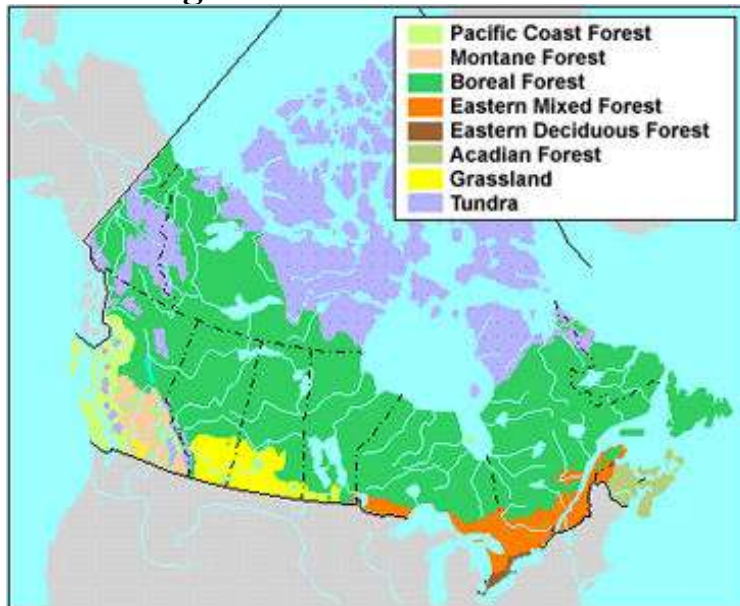 Pacific Coast Forest
Montane Forest
Boreal Forest
Eastern Mixed Forest
Eastern Deciduous Forest
Acadian Forest
Grassland
Tundra